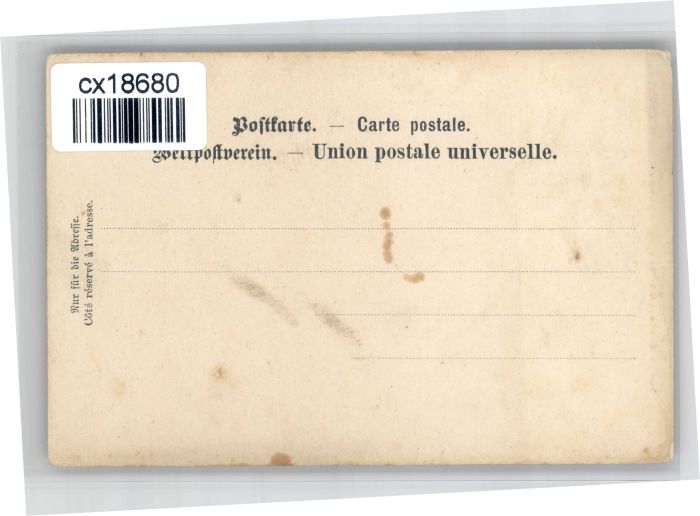 cx18680
Postkarte. — Carte postale.
Weltpostverein. — Union postale universelle.
Nur für die Adresse.
Côté réservé à l'adresse.